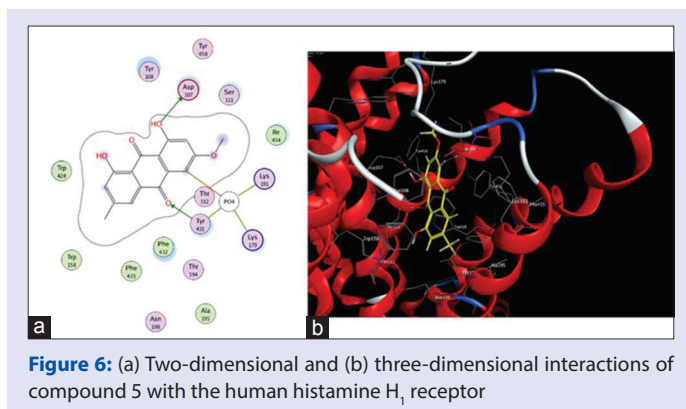 Tyr
458
Tyr
108
Asp
107
Ser
111
HO
Ile
454
O
HO
O
Trp
428
Lys
191
Thr
112
PO4
O
Tyr
431
Lys
179
Phe
432
Trp
158
Phe
435
Thr
194
Asn
198
Ala
195
a
Lys179
b
Figure 6: (a) Two-dimensional and (b) three-dimensional interactions of
compound 5 with the human histamine H₁ receptor